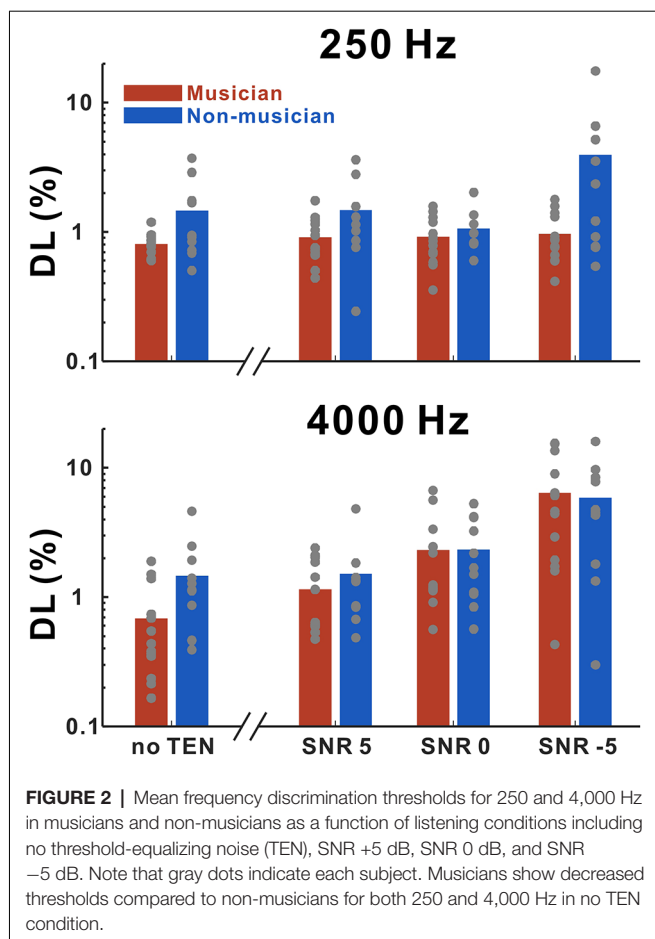 250 Hz
Musician
Non-musician
DL (%)
10
1
0.1
4000 Hz
DL (%)
10
1
0.1
no TEN
SNR 5
SNR 0
SNR -5
FIGURE 2 | Mean frequency discrimination thresholds for 250 and 4,000 Hz
in musicians and non-musicians as a function of listening conditions including
no threshold-equalizing noise (TEN), SNR +5 dB, SNR 0 dB, and SNR
−5 dB. Note that gray dots indicate each subject. Musicians show decreased
thresholds compared to non-musicians for both 250 and 4,000 Hz in no TEN
condition.